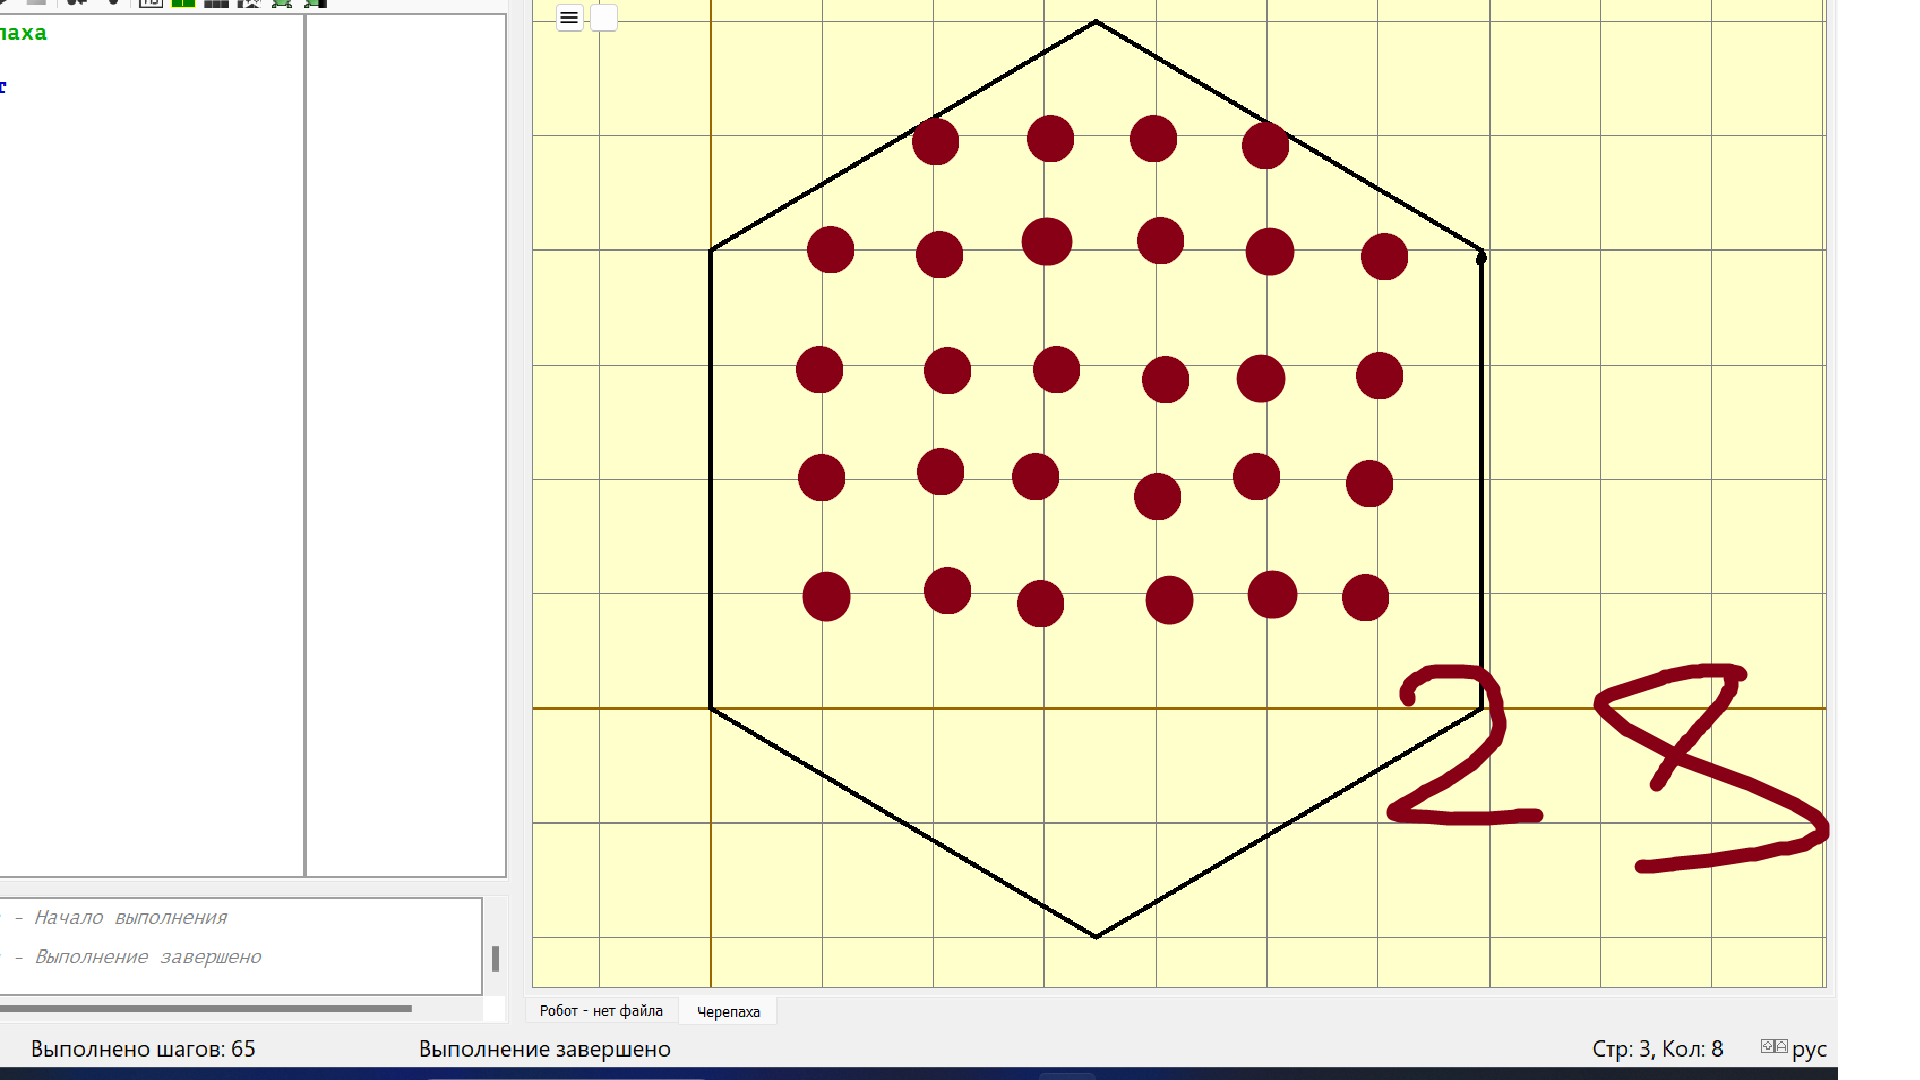 паха
т
28
- Начало выполнения
- Выполнение завершено
Робот - нет файла
Черепаха
Выполнено шагов: 65
Выполнение завершено
Стр: 3, Кол: 8
рус